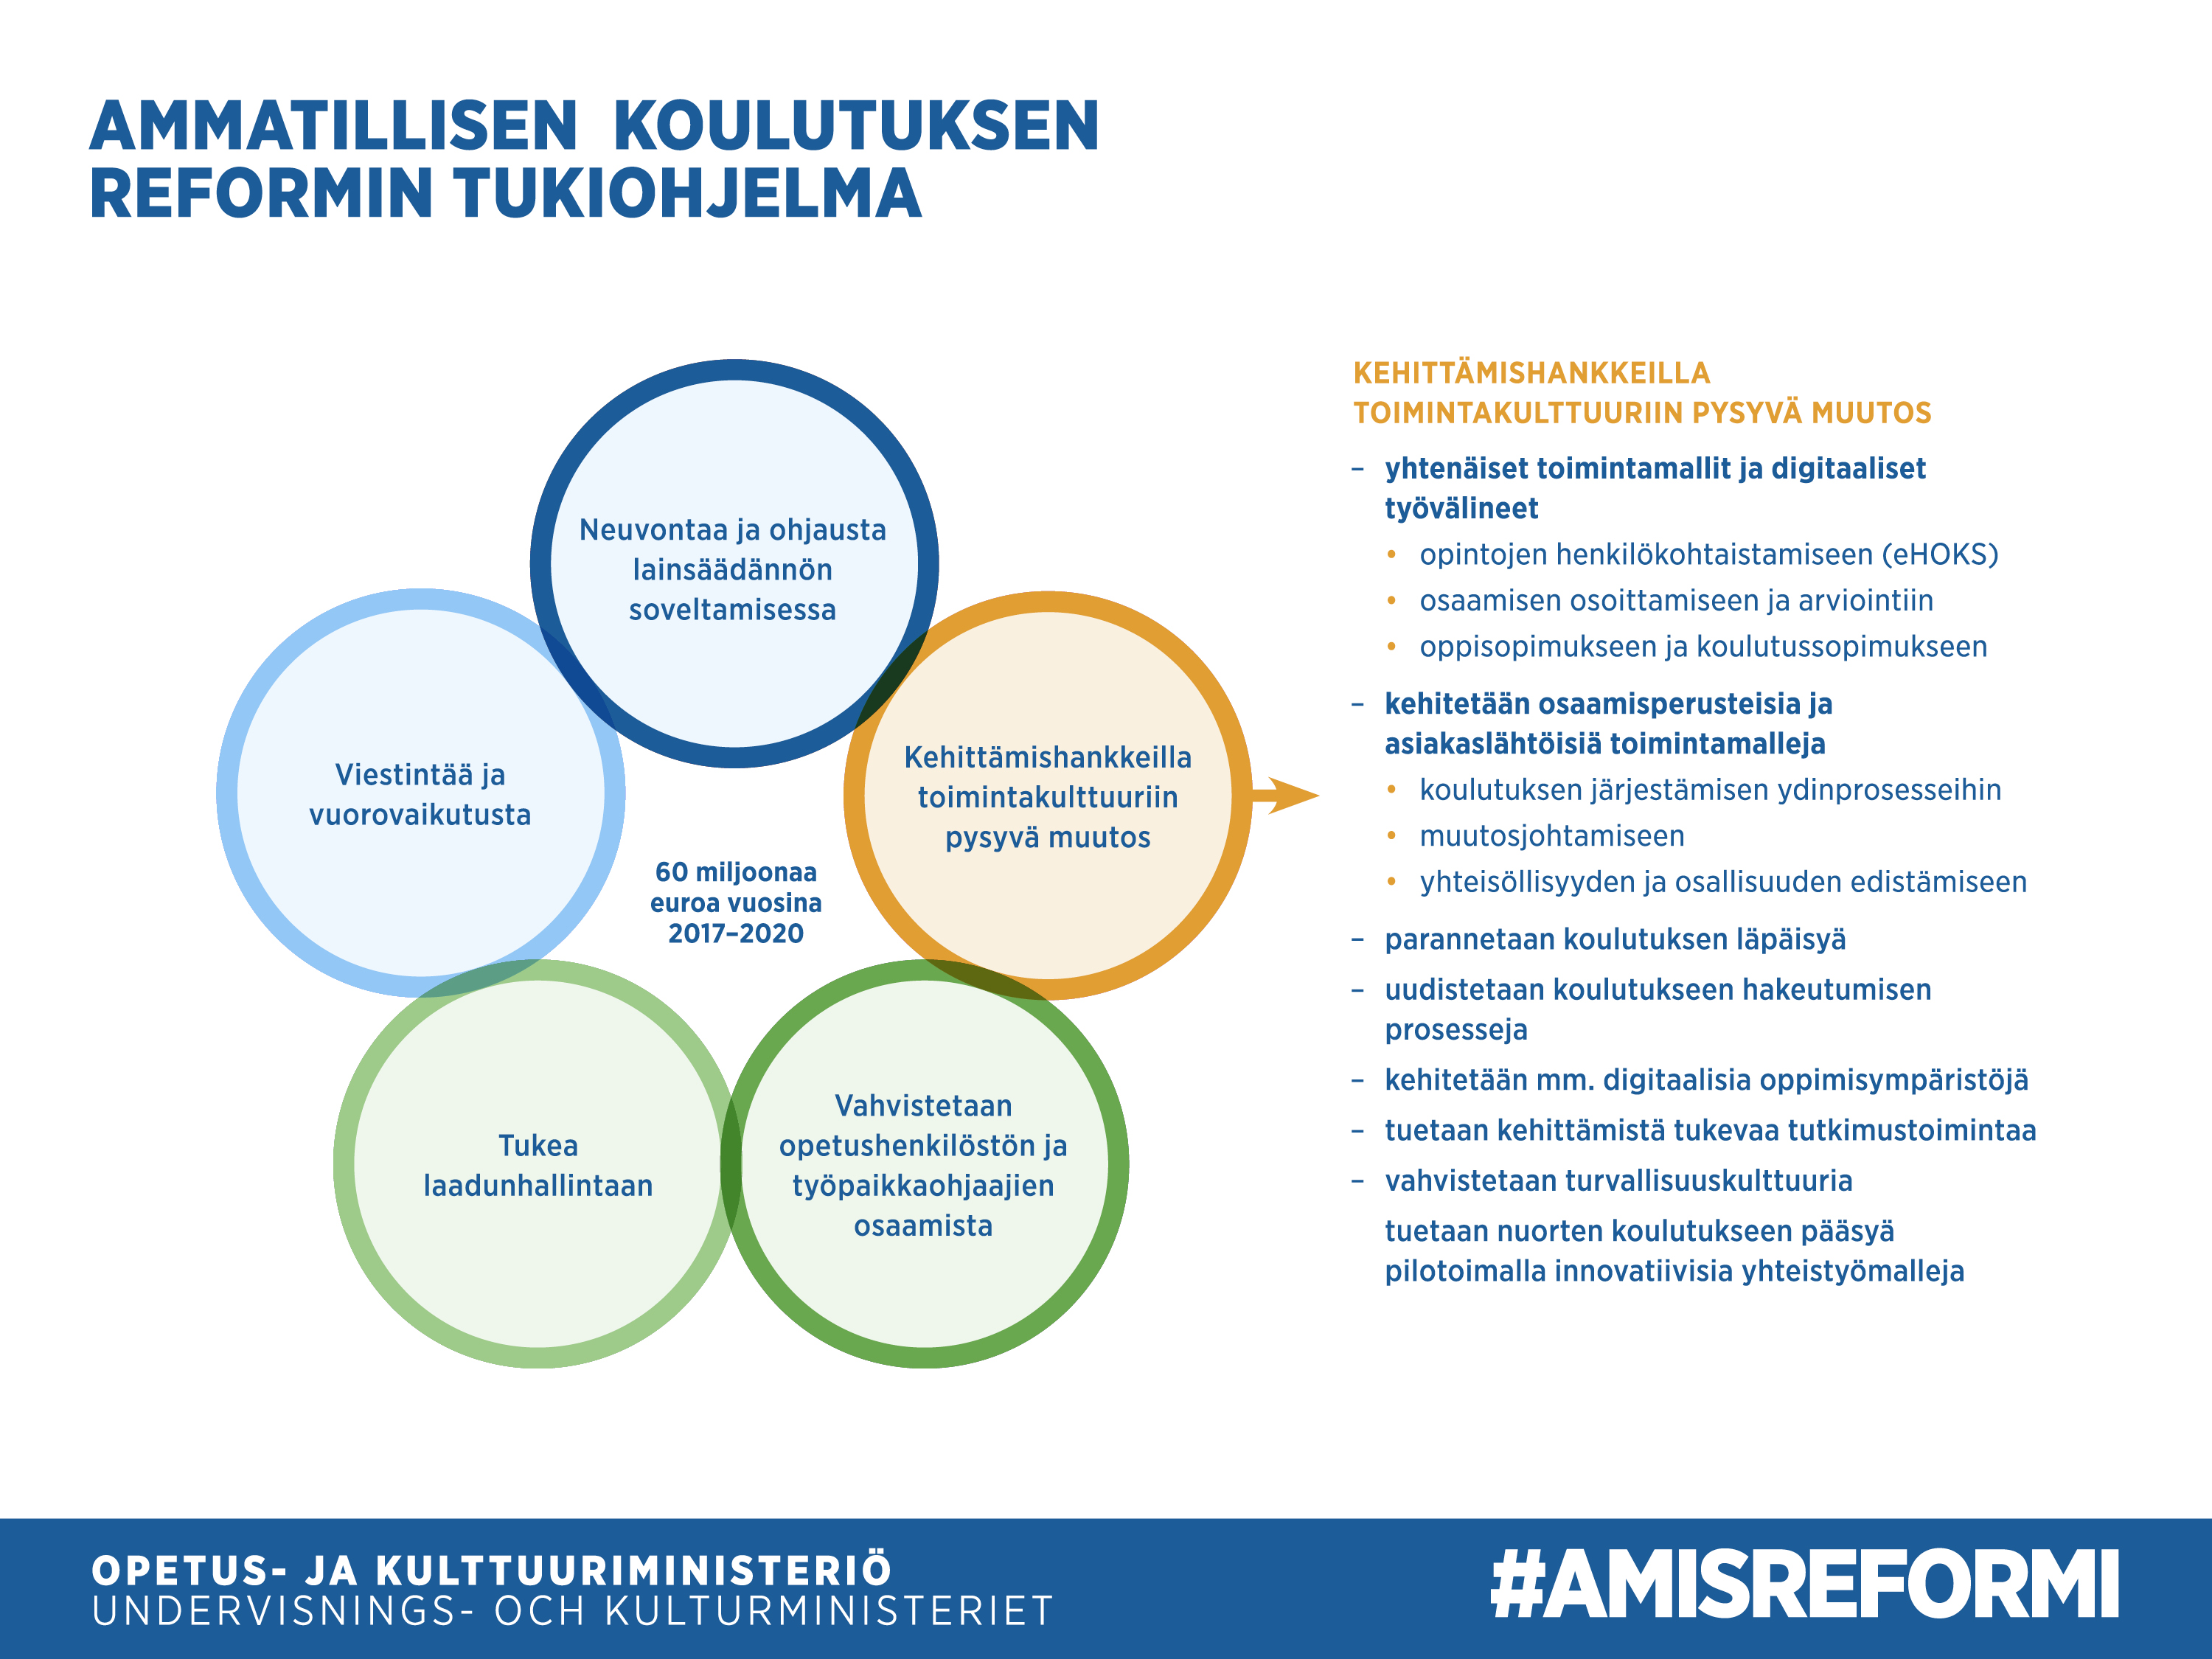 AMMATILLISEN KOULUTUKSEN
REFORMIN TUKIOHJELMA
Neuvontaa ja ohjausta
lainsäädännön
soveltamisessa
Viestintää ja
vuorovaikutusta
Kehittämishankkeilla
toimintakulttuuriin
pysyvä muutos
60 miljoonaa
euroa vuosina
2017–2020
Tukea
laadunhallintaan
Vahvistetaan
opetushenkilöstön ja
työpaikkaohjaajien
osaamista
KEHITTÄMISHANKKEILLA
TOIMINTAKULTTUURIIN PYSYVÄ MUUTOS
– yhtenäiset toimintamallit ja digitaaliset
työvälineet
• opintojen henkilökohtaistamiseen (eHOKS)
• osaamisen osoittamiseen ja arviointiin
• oppisopimukseen ja koulutussopimukseen
– kehitetään osaamisperusteisia ja
asiakaslähtöisiä toimintamalleja
• koulutuksen järjestämisen ydinprosesseihin
• muutosjohtamiseen
• yhteisöllisyyden ja osallisuuden edistämiseen
– parannetaan koulutuksen läpäisyä
– uudistetaan koulutukseen hakeutumisen
prosesseja
– kehitetään mm. digitaalisia oppimisympäristöjä
– tuetaan kehittämistä tukevaa tutkimustoimintaa
– vahvistetaan turvallisuuskulttuuria
tuetaan nuorten koulutukseen pääsyä
pilotoimalla innovatiivisia yhteistyömalleja
OPETUS- JA KULTTUURIMINISTERIÖ
UNDERVISNINGS- OCH KULTURMINISTERIET
#AMISREFORMI